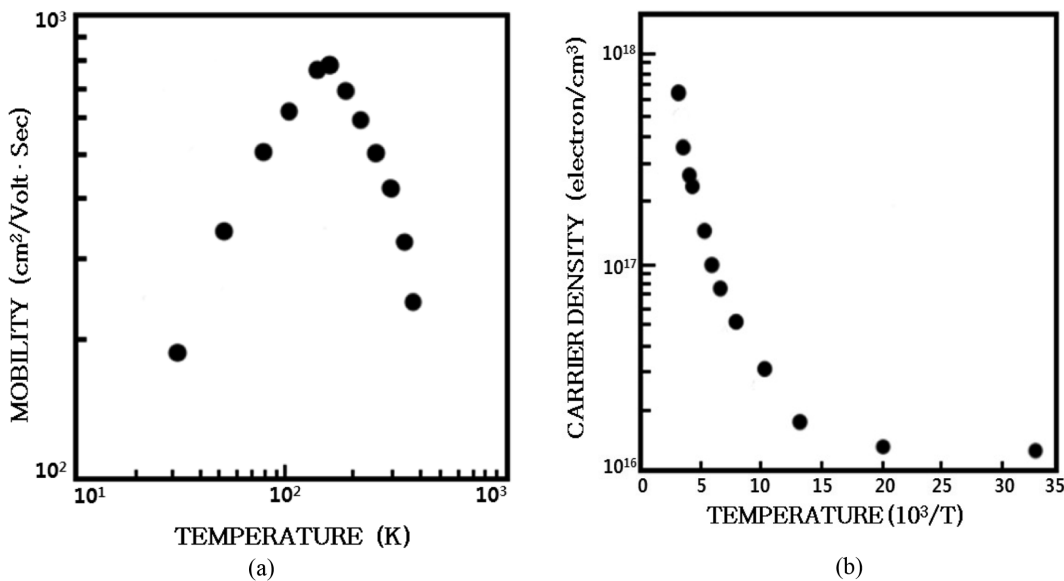 10³
10²
10¹ 10² 10³
MOBILITY (cm²/Volt · Sec)
TEMPERATURE (K)
(a)
10¹⁸
10¹⁷
10¹⁶
0 5 10 15 20 25 30 35
CARRIER DENSITY (electron/cm³)
TEMPERATURE (10³/T)
(b)